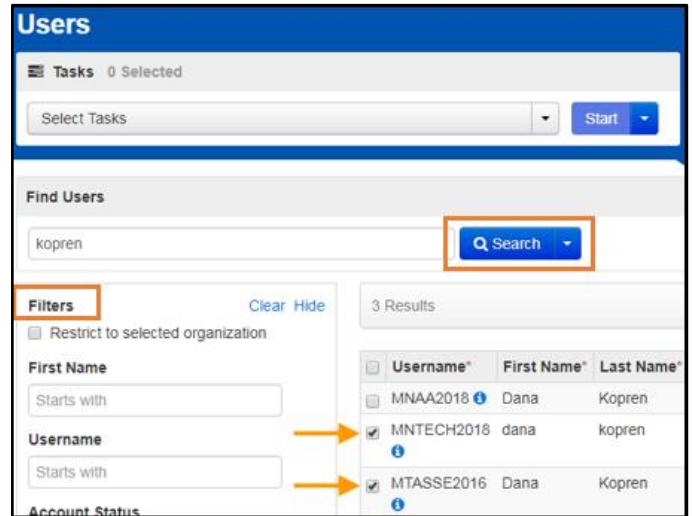 Users
Tasks 0 Selected
Select Tasks
Start
Find Users
kopren
Search
Filters Clear Hide
Restrict to selected organization
First Name
Starts with
Username
Starts with
Account Status
3 Results
Username* First Name* Last Name*
MNAA2018 Dana Kopren
MNTECH2018 dana kopren
MTASSE2016 Dana Kopren